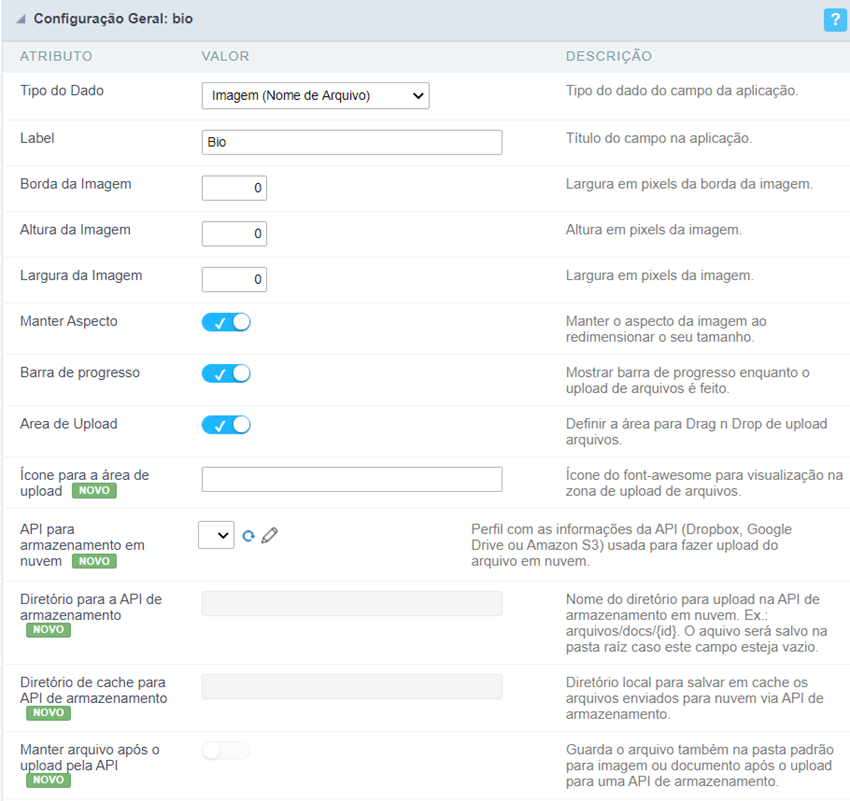 Configuração Geral: bio
?
ATRIBUTO VALOR DESCRIÇÃO
Tipo do Dado Imagem (Nome de Arquivo) Tipo do dado do campo da aplicação.
Label Bio Título do campo na aplicação.
Borda da Imagem 0 Largura em pixels da borda da imagem.
Altura da Imagem 0 Altura em pixels da imagem.
Largura da Imagem 0 Largura em pixels da imagem.
Manter Aspecto Manter o aspecto da imagem ao
redimensionar o seu tamanho.
Barra de progresso Mostrar barra de progresso enquanto o
upload de arquivos é feito.
Area de Upload Definir a área para Drag n Drop de upload
arquivos.
Ícone para a área de Ícone do font-awesome para visualização na
upload NOVO zona de upload de arquivos.
API para Perfil com as informações da API (Dropbox, Google
armazenamento em Drive ou Amazon S3) usada para fazer upload do
nuvem NOVO arquivo em nuvem.
Diretório para a API de Nome do diretório para upload na API de
armazenamento armazenamento em nuvem. Ex.:
NOVO arquivos/docs/{id}. O aquivo será salvo na
pasta raíz caso este campo esteja vazio.
Diretório de cache para Diretório local para salvar em cache os
API de armazenamento arquivos enviados para nuvem via API de
NOVO armazenamento.
Manter arquivo após o Guarda o arquivo também na pasta padrão
upload pela API para imagem ou documento após o upload
NOVO para uma API de armazenamento.